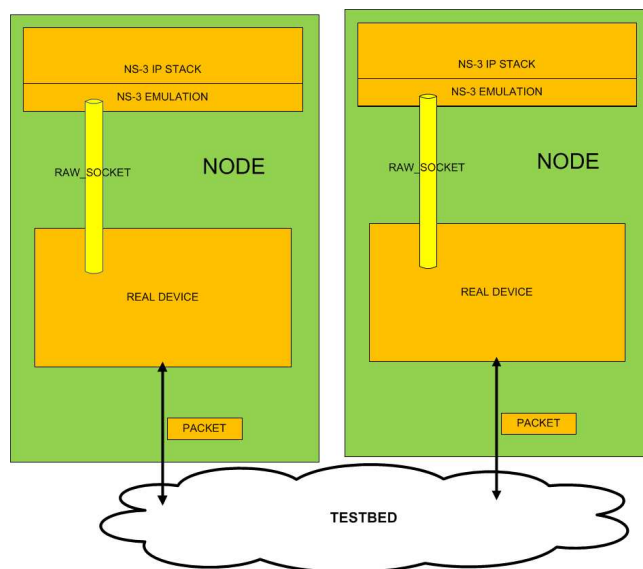 NS-3 IP STACK
NS-3 EMULATION
RAW_SOCKET
NODE
REAL DEVICE
PACKET
NS-3 IP STACK
NS-3 EMULATION
RAW_SOCKET
NODE
REAL DEVICE
PACKET
TESTBED